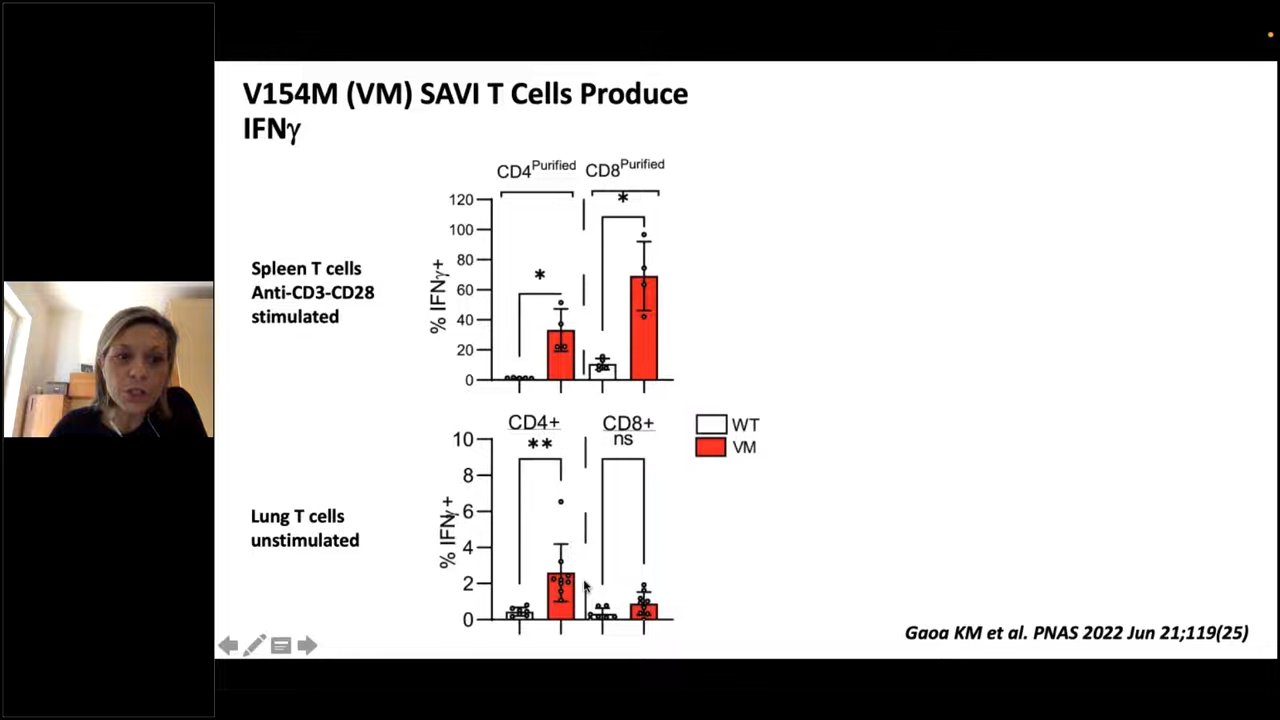 V154M (VM) SAVI T Cells Produce
IFNγ
CD4Purified CD8Purified
120
100
80
60
40
20
0
% IFNγ+
*
*
Spleen T cells
Anti-CD3-CD28
stimulated
CD4+ CD8+
** ns
10
8
6
4
2
0
% IFNγ+
WT
VM
Lung T cells
unstimulated
Gaoa KM et al. PNAS 2022 Jun 21;119(25)